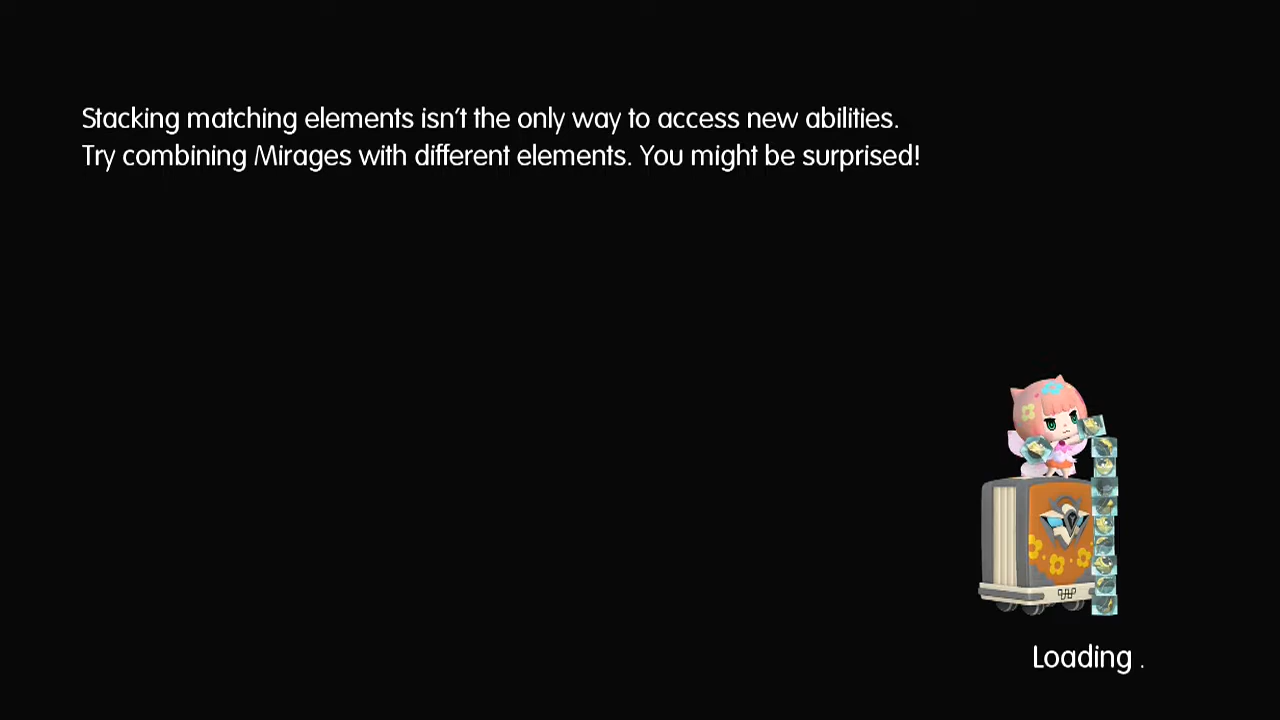 Stacking matching elements isn't the only way to access new abilities.
Try combining Mirages with different elements. You might be surprised!
Loading .